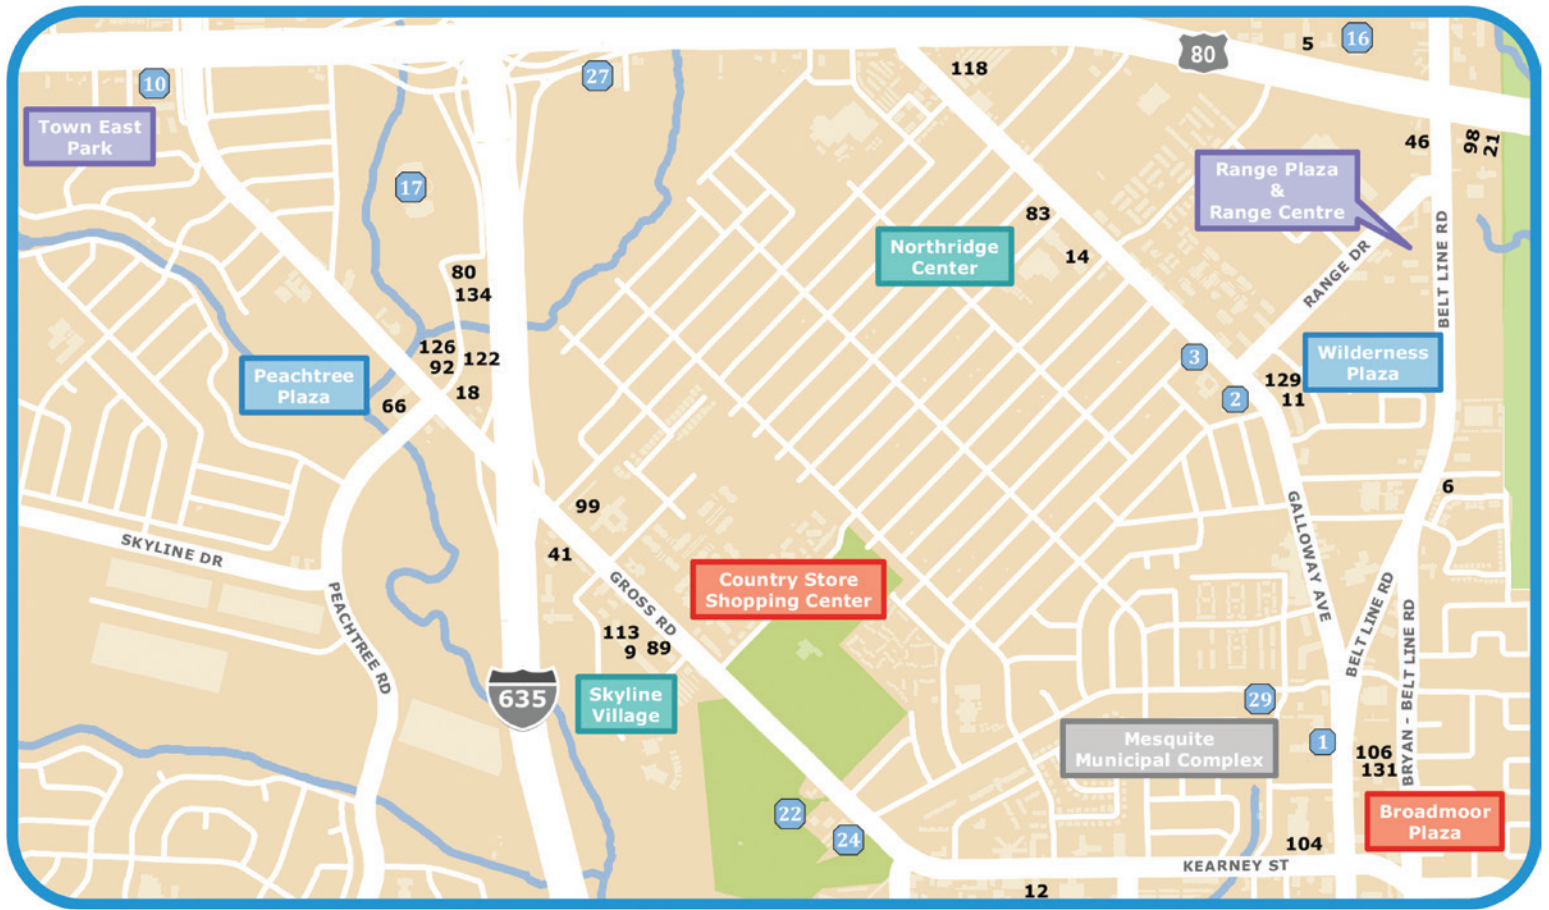 5
16
80
10
27
118
Town East
Park
46
98
21
17
Range Plaza
&
Range Centre
83
Northridge
Center
14
BELT LINE RD
RANGE DR
80
134
126
92
122
3
Wilderness
Plaza
Peachtree
Plaza
66
18
129
11
2
6
99
41
GALLOWAY AVE
SKYLINE DR
PEACHTREE RD
GROSS RD
Country Store
Shopping Center
BELT LINE RD
BRYAN - BELT LINE RD
113
9
89
635
Skyline
Village
29
Mesquite
Municipal Complex
1
106
131
22
24
Broadmoor
Plaza
104
KEARNEY ST
12